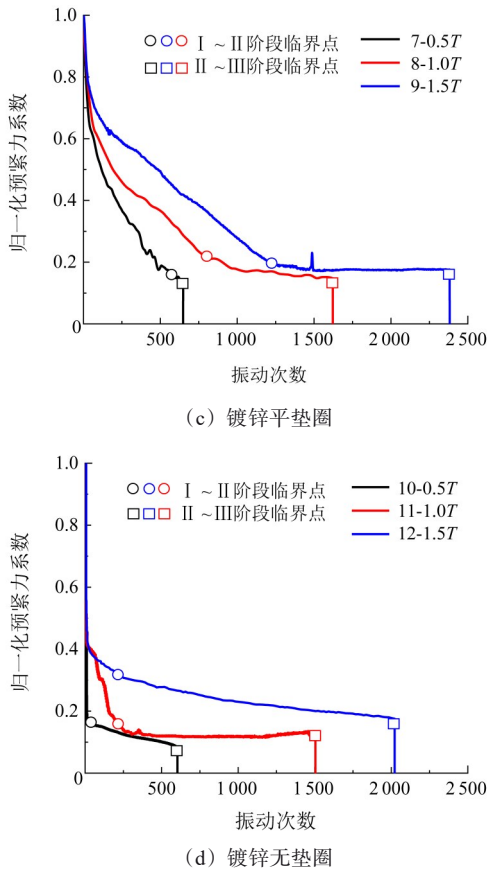 1.0
0.8
0.6
0.4
0.2
0
归一化预紧力系数
Ⅰ～Ⅱ阶段临界点
Ⅱ～Ⅲ阶段临界点
7-0.5T
8-1.0T
9-1.5T
500 1 000 1 500 2 000 2 500
振动次数
（c）镀锌平垫圈
1.0
0.8
0.6
0.4
0.2
0
归一化预紧力系数
Ⅰ～Ⅱ阶段临界点
Ⅱ～Ⅲ阶段临界点
10-0.5T
11-1.0T
12-1.5T
0 500 1 000 1 500 2 000 2 500
振动次数
（d）镀锌无垫圈